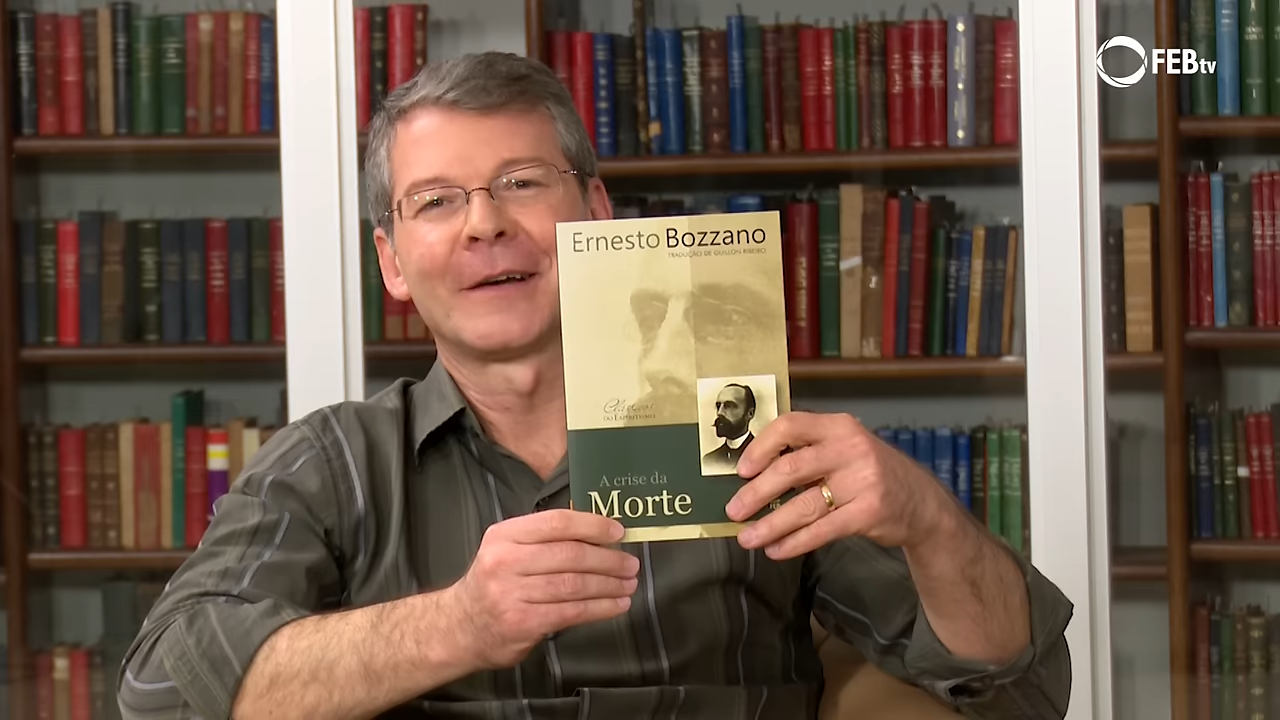 FEBtv
Ernesto Bozzano
TRADUÇÃO DE GUILLON RIBEIRO
Clássicos
DO ESPIRITISMO
A crise da
Morte